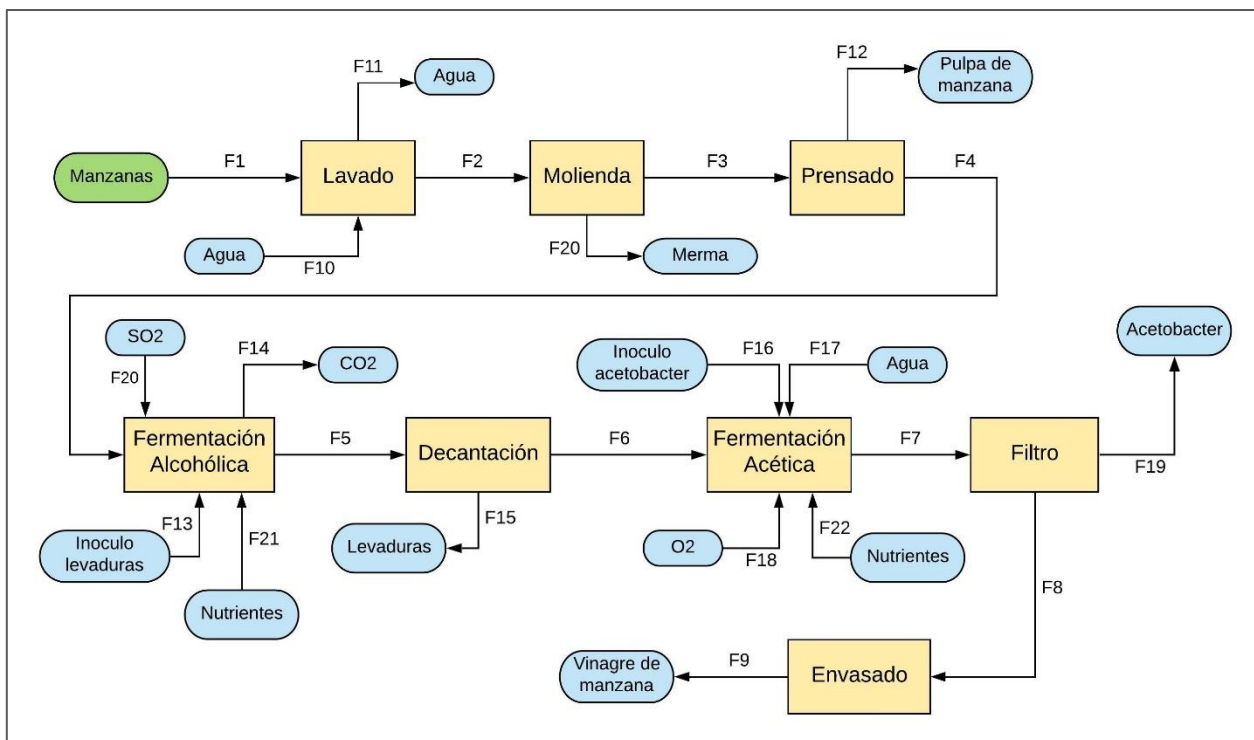 F11
Agua
F12
Pulpa de
manzana
Manzanas
F1
Lavado
F2
Molienda
F3
Prensado
F4
Agua
F10
F20
Merma
SO2
F20
F14
CO2
Inoculo
acetobacter
F16
F17
Agua
Acetobacter
Fermentación
Alcohólica
F5
Decantación
F6
Fermentación
Acética
F7
Filtro
F19
F13
Inoculo
levaduras
F21
Nutrientes
F15
Levaduras
O2
F18
F22
Nutrientes
F8
Vinagre de
manzana
F9
Envasado